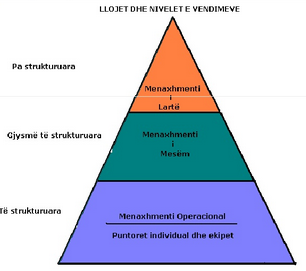 LLOJET DHE NIVELET E VENDIMEVE
Pa strukturuara
Menaxhmenti
i
Lartë
Gjysmë të strukturuara
Menaxhmenti
i
Mesëm
Të strukturuara
Menaxhmenti Operacional
Puntoret individual dhe ekipet